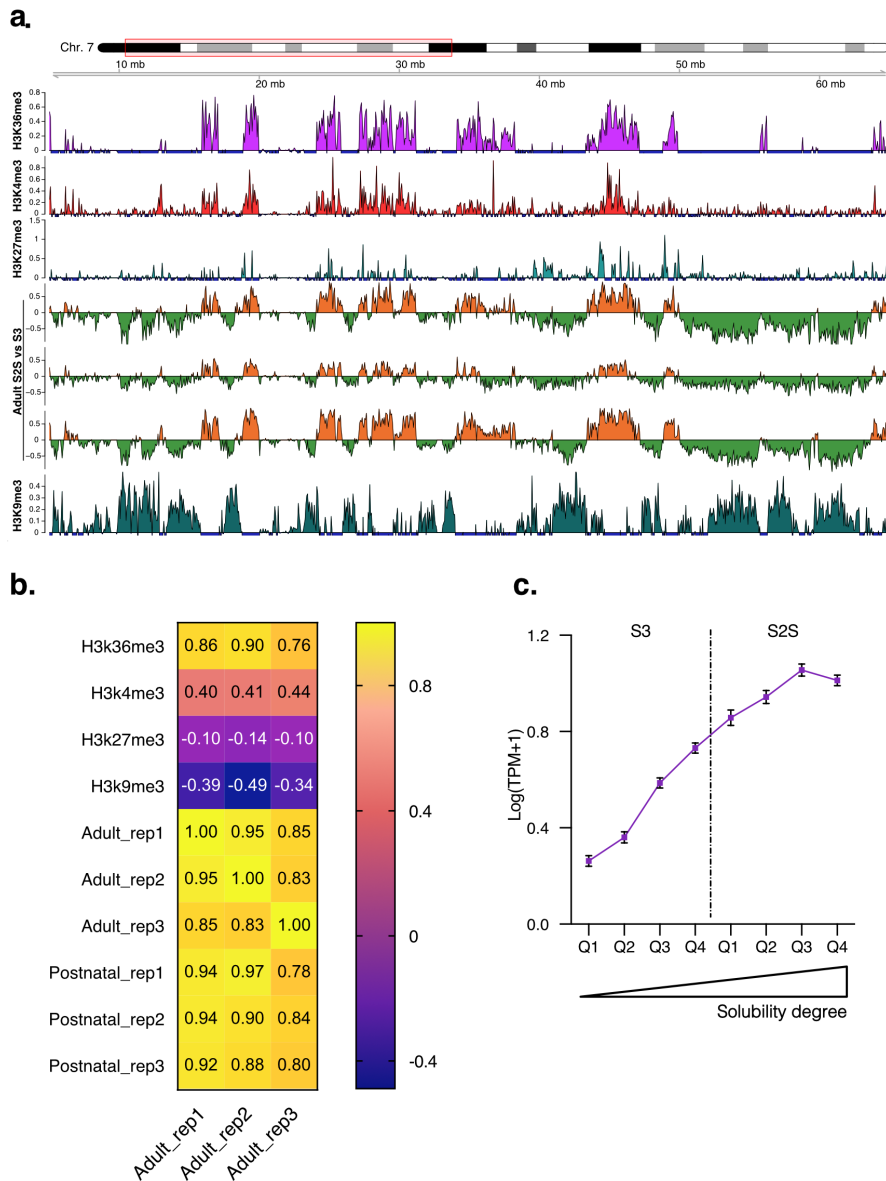 a.
Chr. 7
10 mb 30 mb 50 mb
20 mb 40 mb 60 mb
H3K36me3
0.8
0.6
0.4
0.2
0
H3K4me3
0.8
0.6
0.4
0.2
0
H3K27me3
1.5
1
0.5
0
Adult S2S vs S3
0.5
0
−0.5
0.5
0
−0.5
0.5
0
−0.5
H3K9me3
0.4
0.3
0.2
0.1
0
b.
H3k36me3 0.86 0.90 0.76
H3k4me3 0.40 0.41 0.44
H3k27me3 -0.10 -0.14 -0.10
H3k9me3 -0.39 -0.49 -0.34
Adult_rep1 1.00 0.95 0.85
Adult_rep2 0.95 1.00 0.83
Adult_rep3 0.85 0.83 1.00
Postnatal_rep1 0.94 0.97 0.78
Postnatal_rep2 0.94 0.90 0.84
Postnatal_rep3 0.92 0.88 0.80
Adult_rep1
Adult_rep2
Adult_rep3
0.8
0.4
0
-0.4
c.
S3 S2S
Log(TPM+1)
1.2
0.8
0.4
0.0
Q1 Q2 Q3 Q4 Q1 Q2 Q3 Q4
Solubility degree